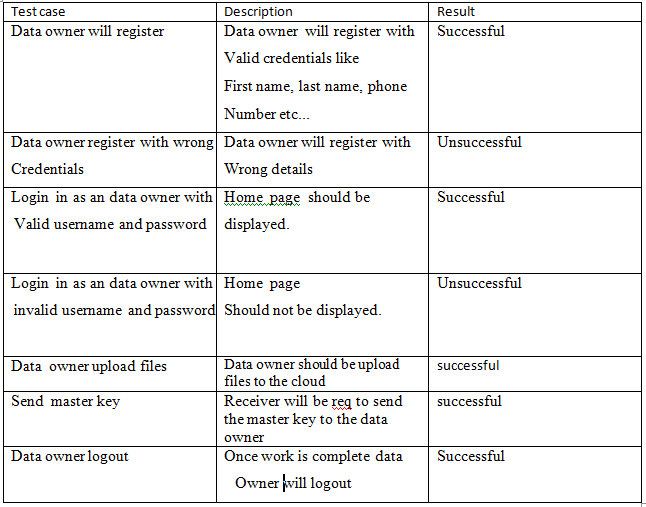 Test case Description Result
Data owner will register Data owner will register with Successful
Valid credentials like
First name, last name, phone
Number etc...
Data owner register with wrong Data owner will register with Unsuccessful
Credentials Wrong details
Login in as an data owner with Home page should be Successful
Valid username and password displayed.
Login in as an data owner with Home page Unsuccessful
invalid username and password Should not be displayed.
Data owner upload files Data owner should be upload successful
files to the cloud
Send master key Receiver will be req to send successful
the master key to the data
owner
Data owner logout Once work is complete data Successful
Owner will logout